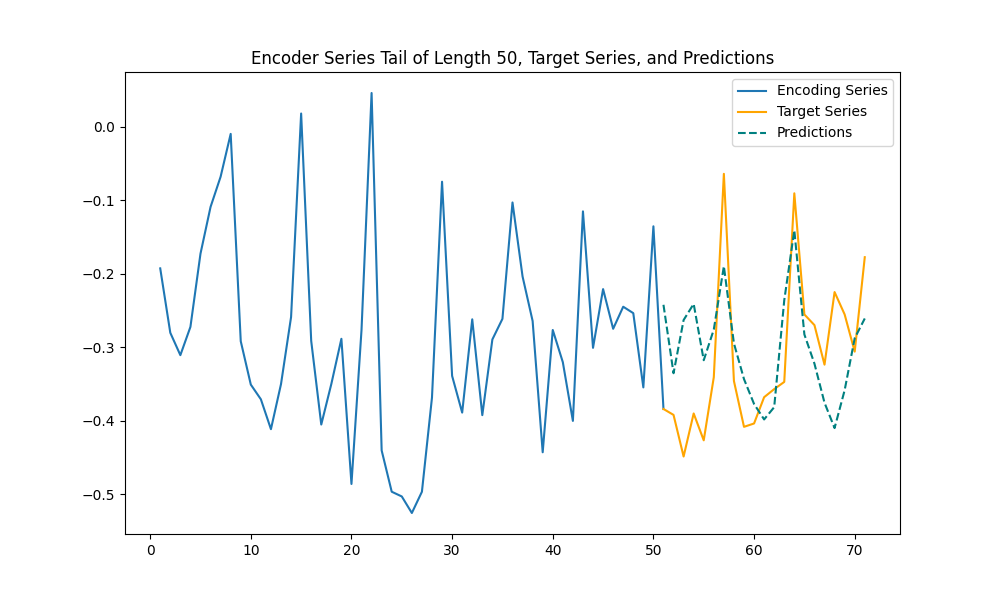 Encoder Series Tail of Length 50, Target Series, and Predictions
Encoding Series
Target Series
Predictions
0.0
−0.1
−0.2
−0.3
−0.4
−0.5
0 10 20 30 40 50 60 70